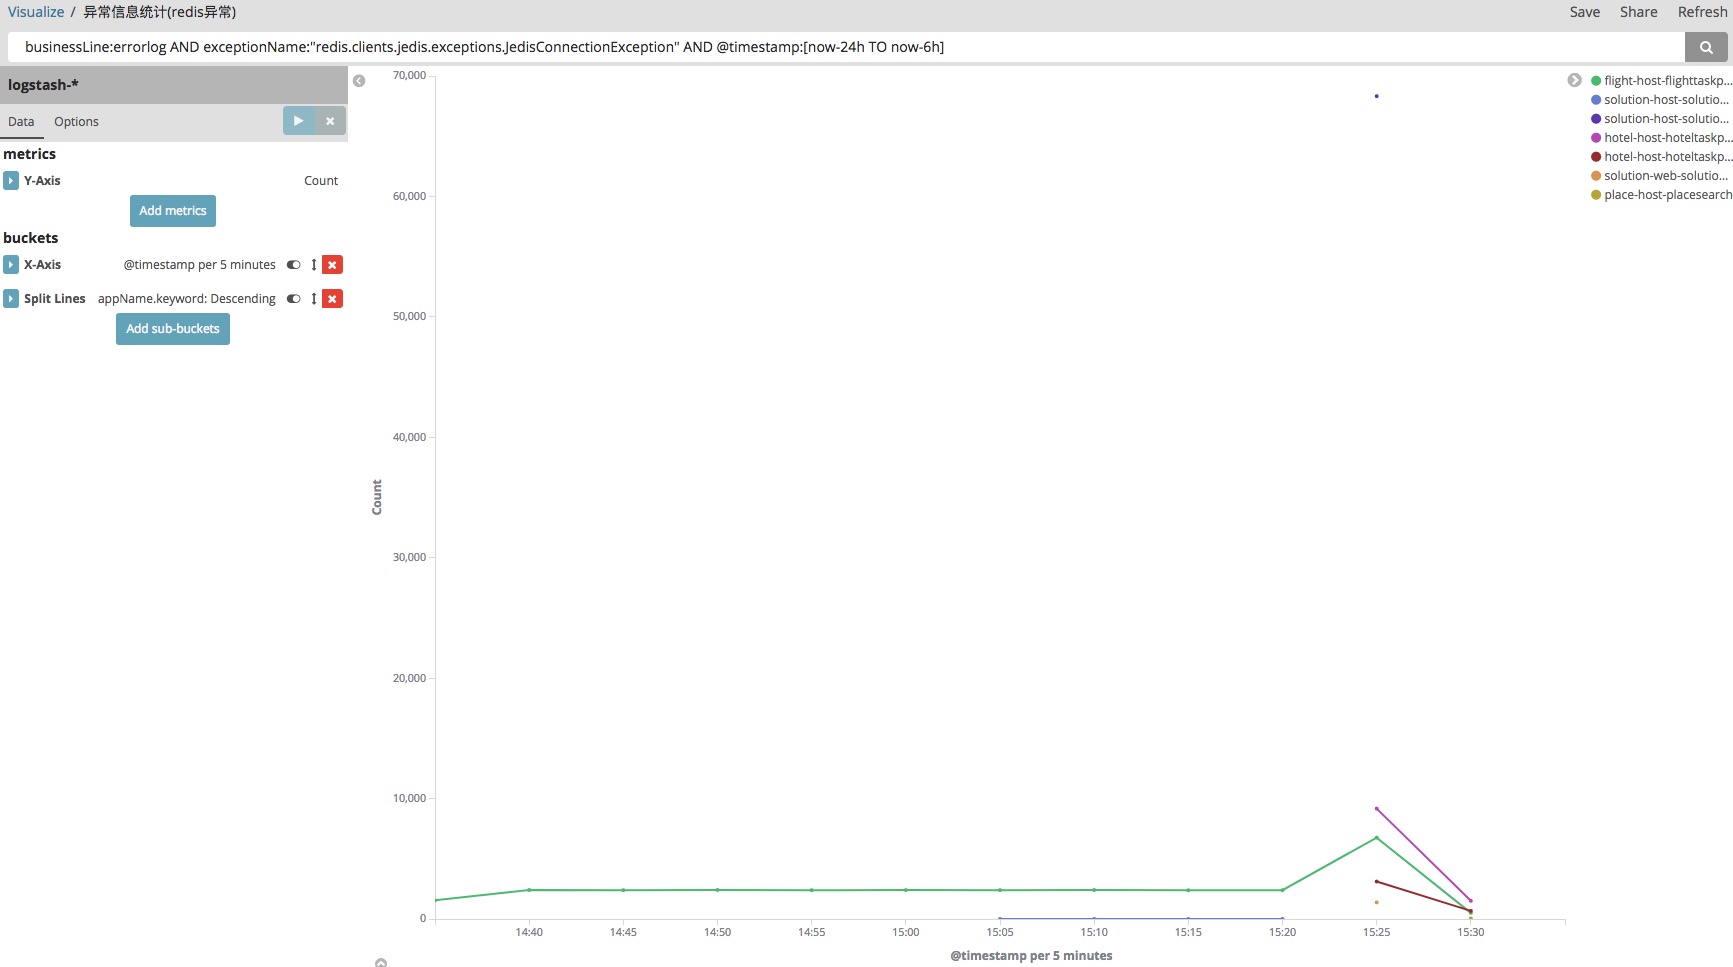 Visualize / 异常信息统计(redis异常)
Save Share Refresh
businessLine:errorlog AND exceptionName:"redis.clients.jedis.exceptions.JedisConnectionException" AND @timestamp:[now-24h TO now-6h]
logstash-*
Data Options
metrics
Y-Axis Count
Add metrics
buckets
X-Axis @timestamp per 5 minutes
Split Lines appName.keyword: Descending
Add sub-buckets
70,000
60,000
50,000
40,000
30,000
20,000
10,000
0
Count
14:40 14:45 14:50 14:55 15:00 15:05 15:10 15:15 15:20 15:25 15:30
@timestamp per 5 minutes
flight-host-flighttaskp...
solution-host-solutio...
solution-host-solutio...
hotel-host-hoteltaskp...
hotel-host-hoteltaskp...
solution-web-solutio...
place-host-placesearch